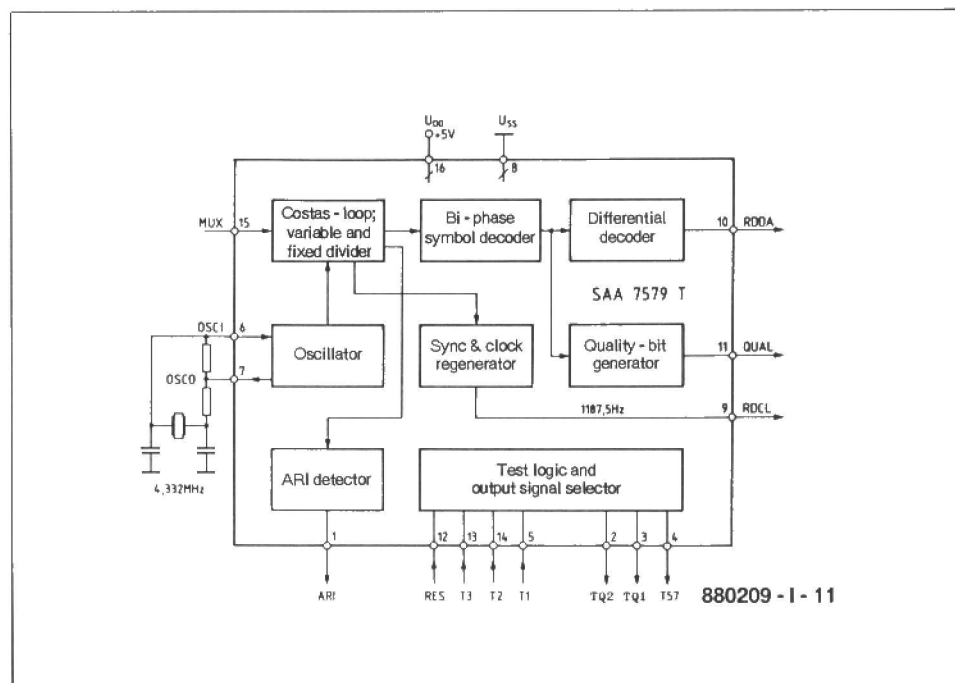 U_DD U_SS
+5V
16 8
MUX 15
Costas - loop;
variable and
fixed divider
Bi - phase
symbol decoder
Differential
decoder
10 RDDA
SAA 7579 T
OSCI 6
Oscillator
OSCO 7
Sync & clock
regenerator
Quality - bit
generator
11 QUAL
1187,5Hz 9 RDCL
4,332MHz
ARI detector
Test logic and
output signal selector
1 12 13 14 5 2 3 4
ARI RES T3 T2 T1 TQ2 TQ1 T57
880209 - I - 11